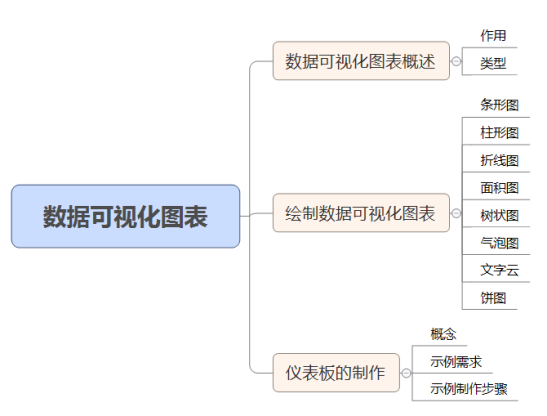 数据可视化图表
数据可视化图表概述
作用
类型
绘制数据可视化图表
条形图
柱形图
折线图
面积图
树状图
气泡图
文字云
饼图
仪表板的制作
概念
示例需求
示例制作步骤